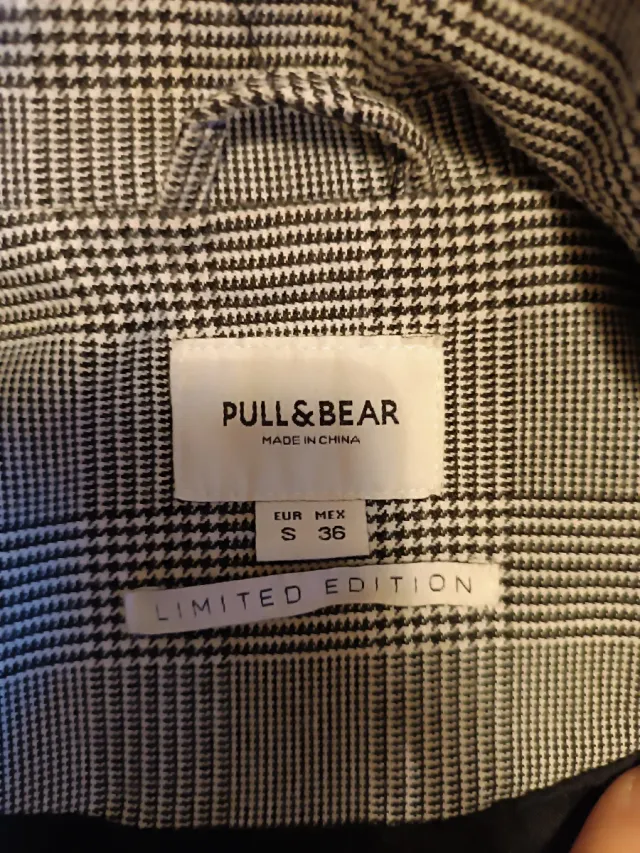 PULL&BEAR
MADE IN CHINA
EUR MEX
S 36
LIMITED EDITION